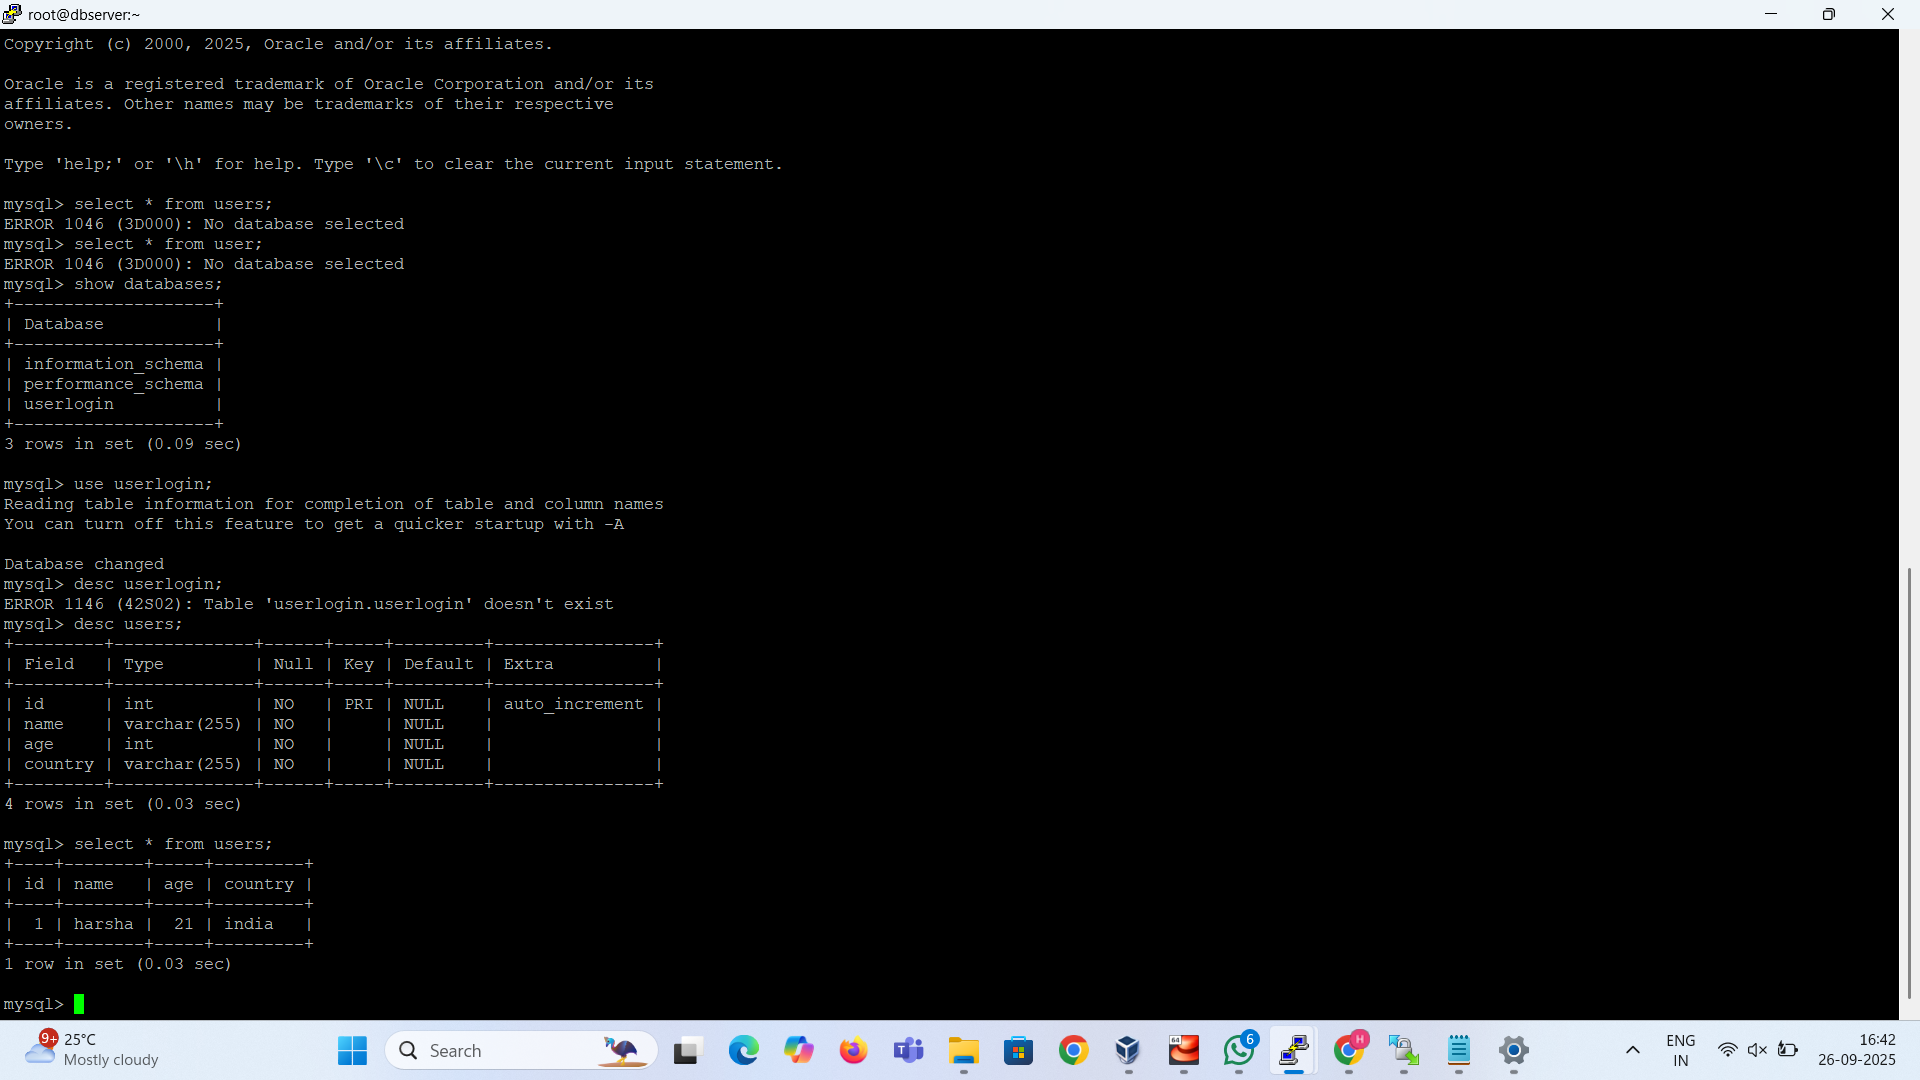 root@dbserver:~
Copyright (c) 2000, 2025, Oracle and/or its affiliates.
Oracle is a registered trademark of Oracle Corporation and/or its
affiliates. Other names may be trademarks of their respective
owners.
Type 'help;' or '\h' for help. Type '\c' to clear the current input statement.
mysql> select * from users;
ERROR 1046 (3D000): No database selected
mysql> select * from user;
ERROR 1046 (3D000): No database selected
mysql> show databases;
+--------------------+
| Database           |
+--------------------+
| information_schema |
| performance_schema |
| userlogin          |
+--------------------+
3 rows in set (0.09 sec)
mysql> use userlogin;
Reading table information for completion of table and column names
You can turn off this feature to get a quicker startup with -A
Database changed
mysql> desc userlogin;
ERROR 1146 (42S02): Table 'userlogin.userlogin' doesn't exist
mysql> desc users;
+---------+--------------+------+-----+---------+----------------+
| Field   | Type         | Null | Key | Default | Extra          |
+---------+--------------+------+-----+---------+----------------+
| id      | int          | NO   | PRI | NULL    | auto_increment |
| name    | varchar(255) | NO   |     | NULL    |                |
| age     | int          | NO   |     | NULL    |                |
| country | varchar(255) | NO   |     | NULL    |                |
+---------+--------------+------+-----+---------+----------------+
4 rows in set (0.03 sec)
mysql> select * from users;
+----+--------+-----+---------+
| id | name   | age | country |
+----+--------+-----+---------+
|  1 | harsha |  21 | india   |
+----+--------+-----+---------+
1 row in set (0.03 sec)
mysql>
9+
25°C
Mostly cloudy
Search
64
6
H
ENG
IN
16:42
26-09-2025